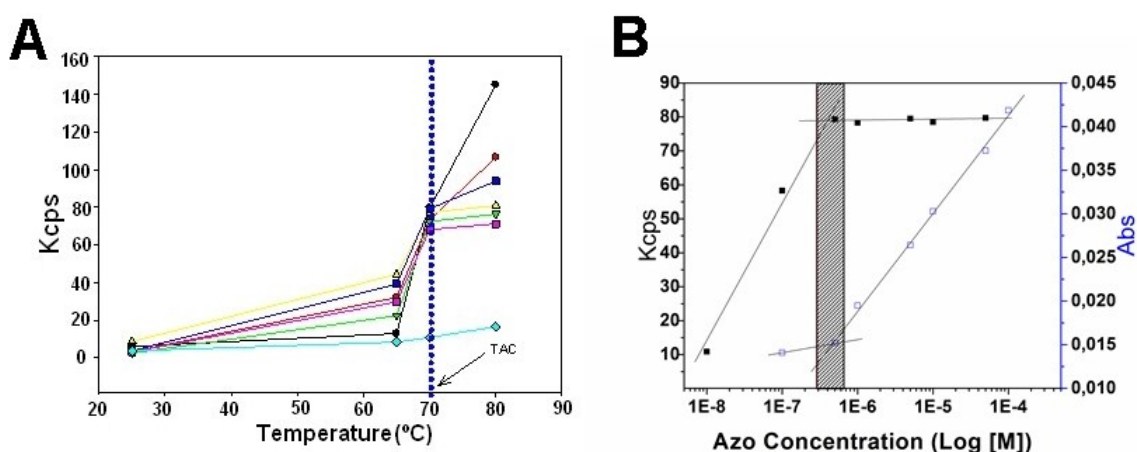 A
160
140
120
100
80
60
40
20
0
Kcps
TAC
20 30 40 50 60 70 80 90
Temperature(ºC)
B
90
80
70
60
50
40
30
20
10
Kcps
0,045
0,040
0,035
0,030
0,025
0,020
0,015
0,010
Abs
1E-8 1E-7 1E-6 1E-5 1E-4
Azo Concentration (Log [M])